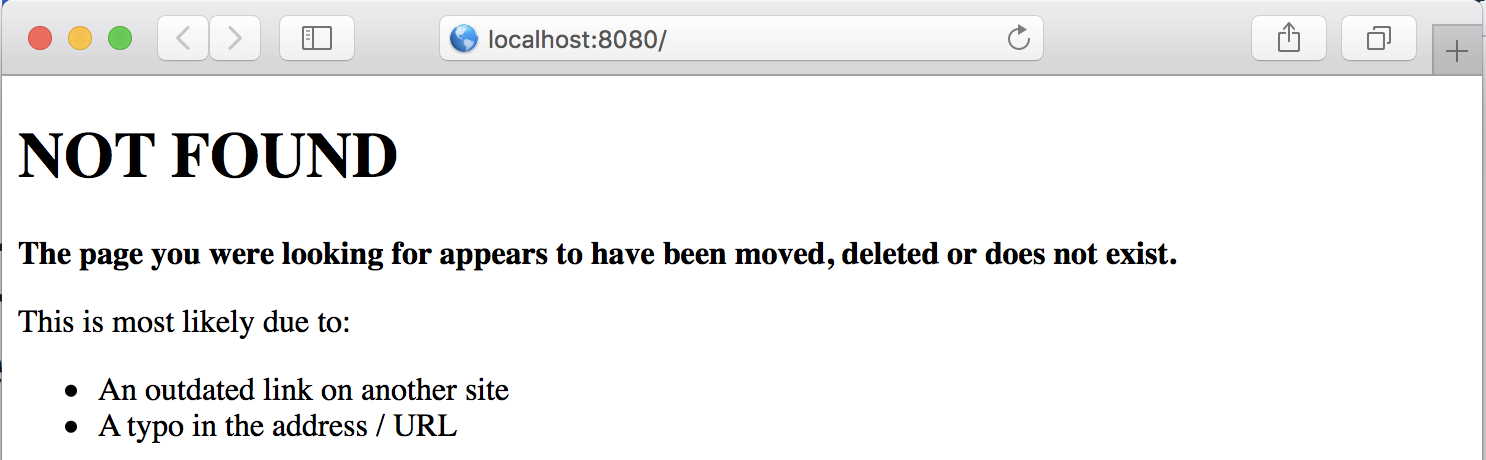 localhost:8080/
NOT FOUND
The page you were looking for appears to have been moved, deleted or does not exist.
This is most likely due to:
• An outdated link on another site
• A typo in the address / URL